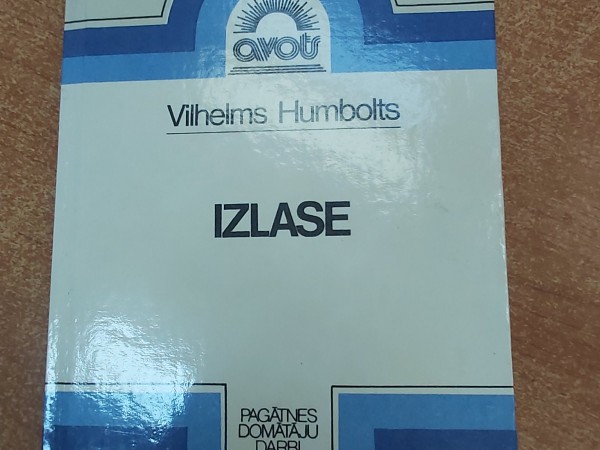 avots
Vilhelms Humbolts
IZLASE
PAGĀTNES
DOMĀTĀJU
DARBI